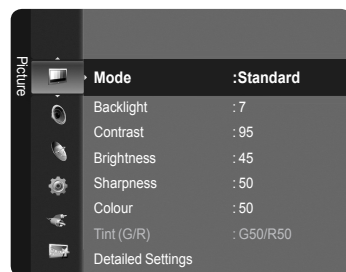 Picture
Mode :Standard
Backlight : 7
Contrast : 95
Brightness : 45
Sharpness : 50
Colour : 50
Tint (G/R) : G50/R50
Detailed Settings